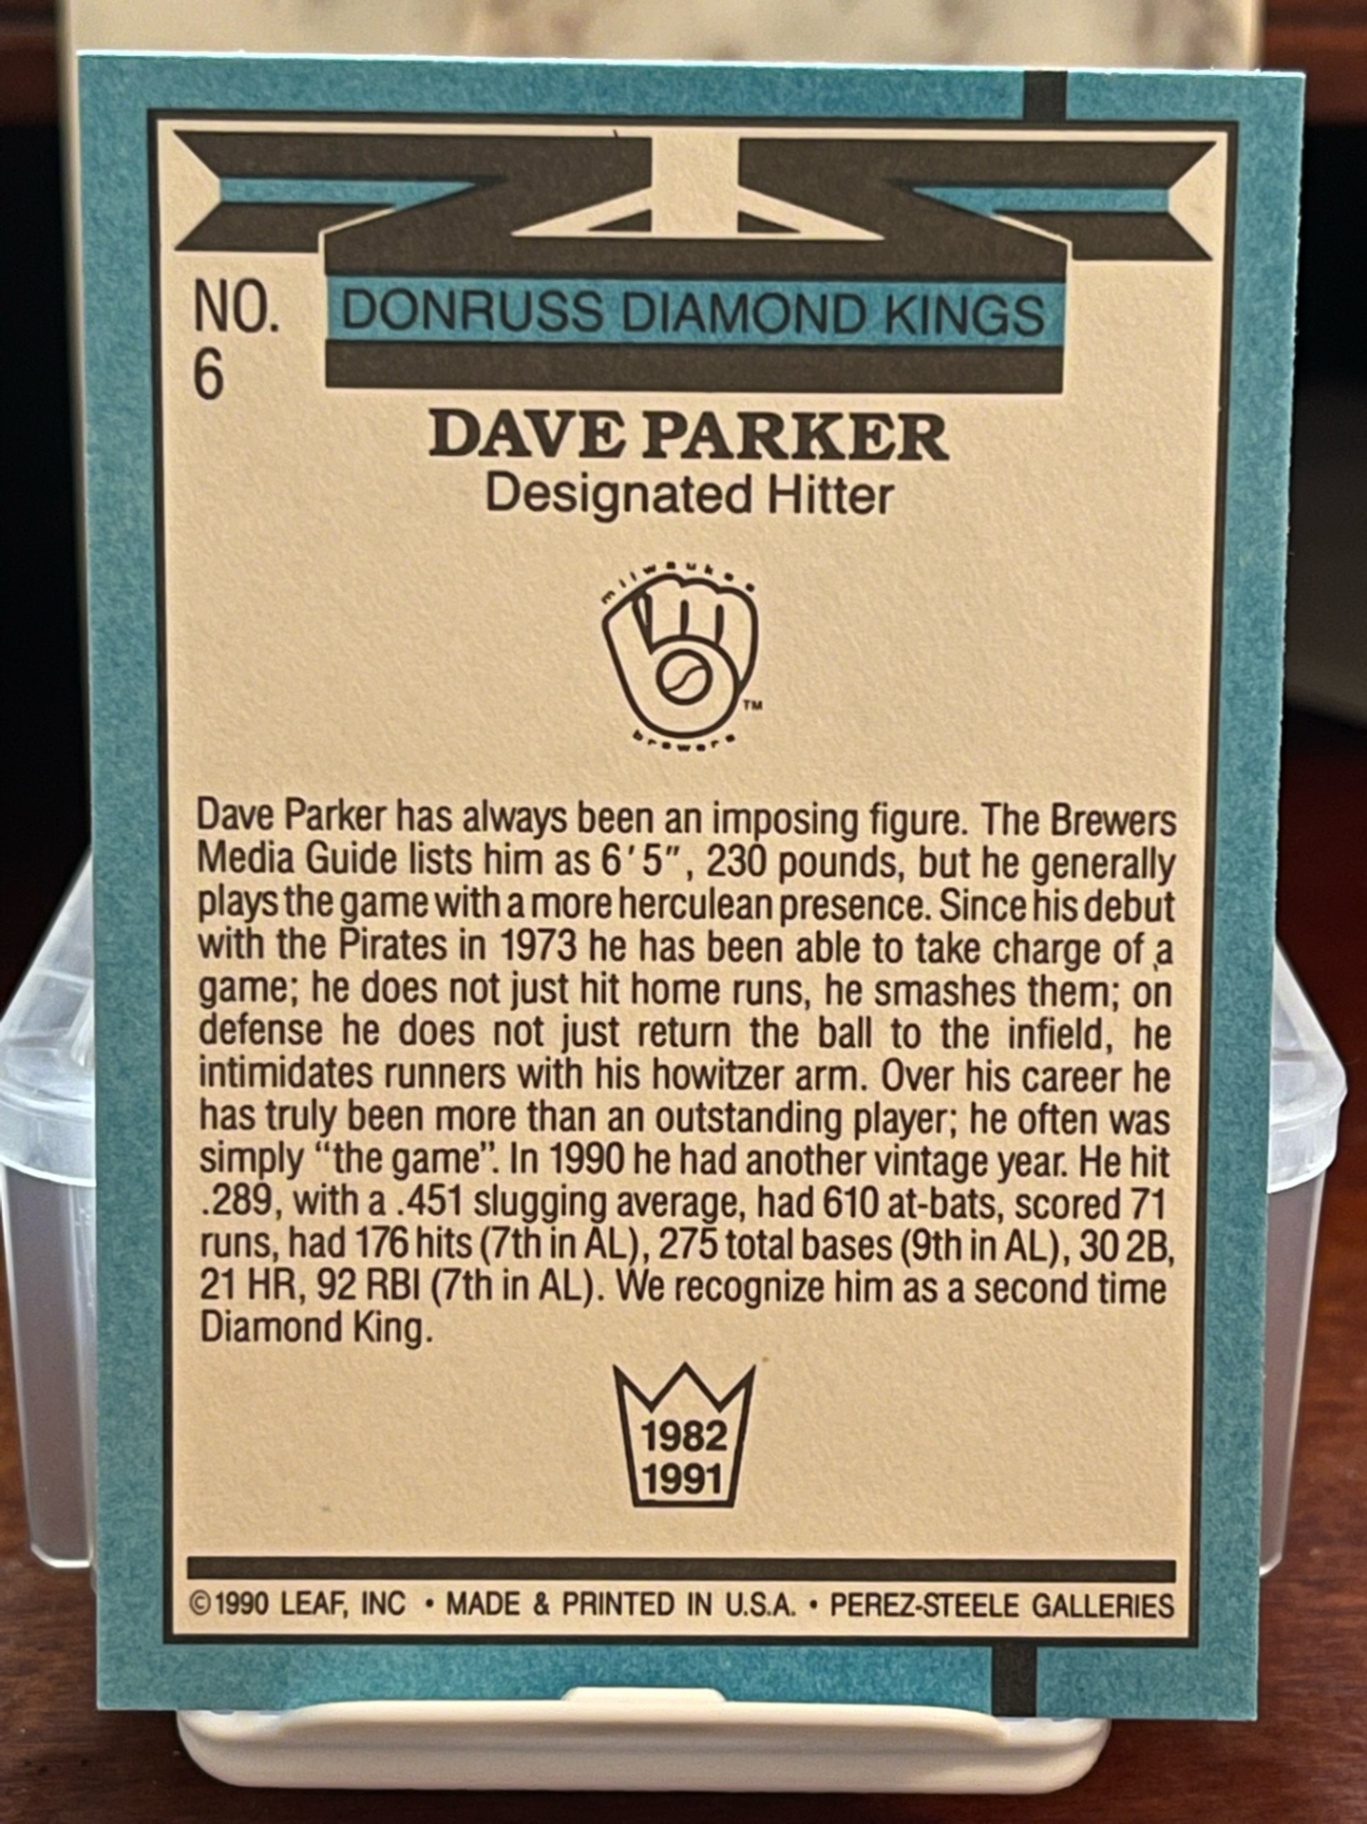 NO.
6
DONRUSS DIAMOND KINGS
DAVE PARKER
Designated Hitter
milwaukee
TM
brewers
Dave Parker has always been an imposing figure. The Brewers
Media Guide lists him as 6'5", 230 pounds, but he generally
plays the game with a more herculean presence. Since his debut
with the Pirates in 1973 he has been able to take charge of a
game; he does not just hit home runs, he smashes them; on
defense he does not just return the ball to the infield, he
intimidates runners with his howitzer arm. Over his career he
has truly been more than an outstanding player; he often was
simply “the game”. In 1990 he had another vintage year. He hit
.289, with a .451 slugging average, had 610 at-bats, scored 71
runs, had 176 hits (7th in AL), 275 total bases (9th in AL), 30 2B,
21 HR, 92 RBI (7th in AL). We recognize him as a second time
Diamond King.
1982
1991
©1990 LEAF, INC • MADE & PRINTED IN U.S.A. • PEREZ-STEELE GALLERIES